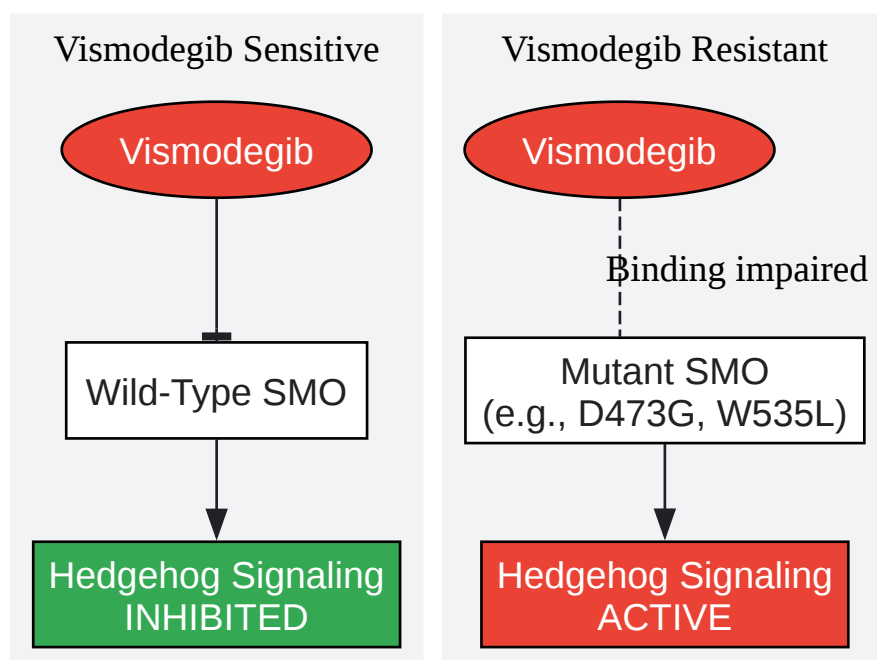 Vismodegib Sensitive
Vismodegib
Wild-Type SMO
Hedgehog Signaling
INHIBITED
Vismodegib Resistant
Vismodegib
Binding impaired
Mutant SMO
(e.g., D473G, W535L)
Hedgehog Signaling
ACTIVE